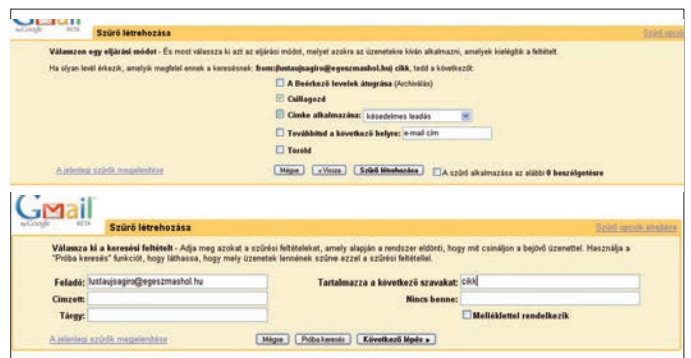 Gmail
by Google BETA
Szűrő létrehozása
Szűrő opciók
Válasszon egy eljárási módot - És most válassza ki azt az eljárási módot, melyet azokra az üzenetekre kíván alkalmazni, amelyek kielégítik a feltételt.
Ha olyan levél érkezik, amelyik megfelel ennek a keresésnek: from:(lustaujsagiro@egeszmashol.hu) cikk, tedd a következőt:
A Beérkező levelek átugrása (Archiválás)
Csillagozd
Címke alkalmazása: késedelmes leadás
Továbbítsd a következő helyre: e-mail cím
Töröld
A jelenlegi szűrők megjelenítése
Mégse « Vissza Szűrő létrehozása A szűrő alkalmazása az alábbi 0 beszélgetésre
Gmail
by Google BETA
Szűrő létrehozása
Szűrő opciók elrejtése
Válassza ki a keresési feltételt - Adja meg azokat a szűrési feltételeket, amely alapján a rendszer eldönti, hogy mit csináljon a bejövő üzenettel. Használja a
"Próba keresés" funkciót, hogy láthassa, hogy mely üzenetek lennének szűrve ezzel a szűrési feltétellel.
Feladó: lustaujsagiro@egeszmashol.hu Tartalmazza a következő szavakat: cikk
Címzett: Nincs benne:
Tárgy: Melléklettel rendelkezik
A jelenlegi szűrők megjelenítése
Mégse Próba keresés Következő lépés »